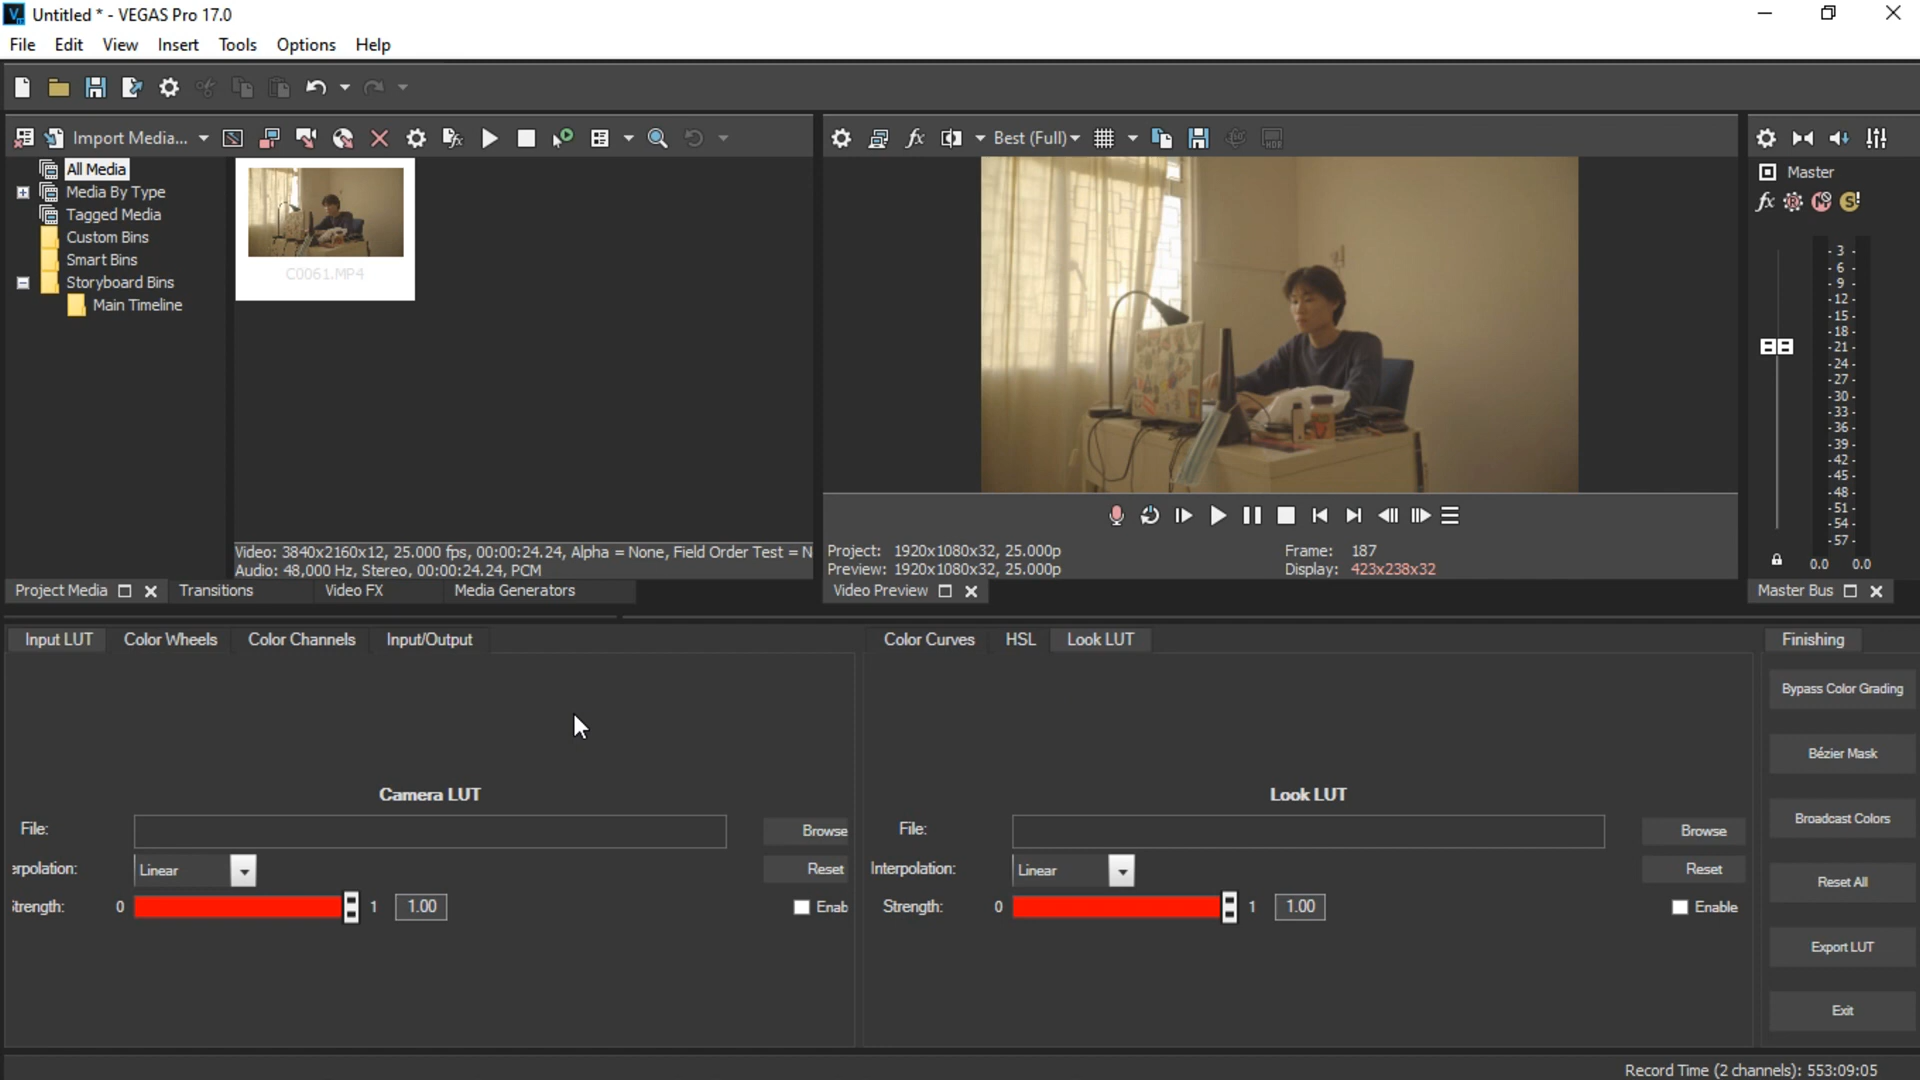 Untitled * - VEGAS Pro 17.0
File Edit View Insert Tools Options Help
Import Media...
Best (Full)
All Media
Media By Type
Tagged Media
Custom Bins
Smart Bins
Storyboard Bins
Main Timeline
C0061.MP4
Video: 3840x2160x12, 25.000 fps, 00:00:24.24, Alpha = None, Field Order Test = N
Audio: 48,000 Hz, Stereo, 00:00:24.24, PCM
Project Media
Transitions
Video FX
Media Generators
Project: 1920x1080x32, 25.000p
Preview: 1920x1080x32, 25.000p
Frame: 187
Display: 423x238x32
Video Preview
Master
- 3 -
- 6 -
- 9 -
-12-
-15-
-18-
-21-
-24-
-27-
-30-
-33-
-36-
-39-
-42-
-45-
-48-
-51-
-54-
-57-
0.0 0.0
Master Bus
Input LUT Color Wheels Color Channels Input/Output
Camera LUT
File: Browse
erpolation: Linear Reset
trength: 0 1 1.00 Enab
Color Curves HSL Look LUT
Look LUT
File: Browse
Interpolation: Linear Reset
Strength: 0 1 1.00 Enable
Finishing
Bypass Color Grading
Bézier Mask
Broadcast Colors
Reset All
Export LUT
Exit
Record Time (2 channels): 553:09:05